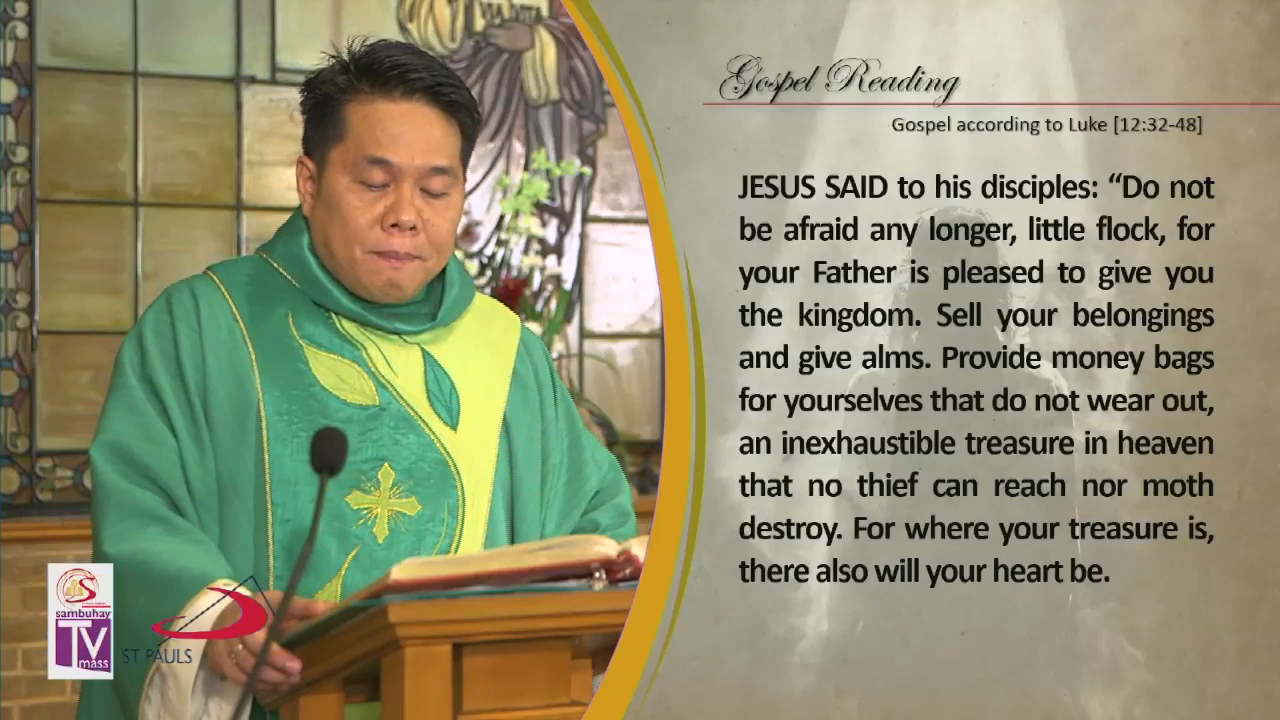 Gospel Reading
Gospel according to Luke [12:32-48]
JESUS SAID to his disciples: “Do not
be afraid any longer, little flock, for
your Father is pleased to give you
the kingdom. Sell your belongings
and give alms. Provide money bags
for yourselves that do not wear out,
an inexhaustible treasure in heaven
that no thief can reach nor moth
destroy. For where your treasure is,
there also will your heart be.
sambuhay
TV
mass
ST PAULS